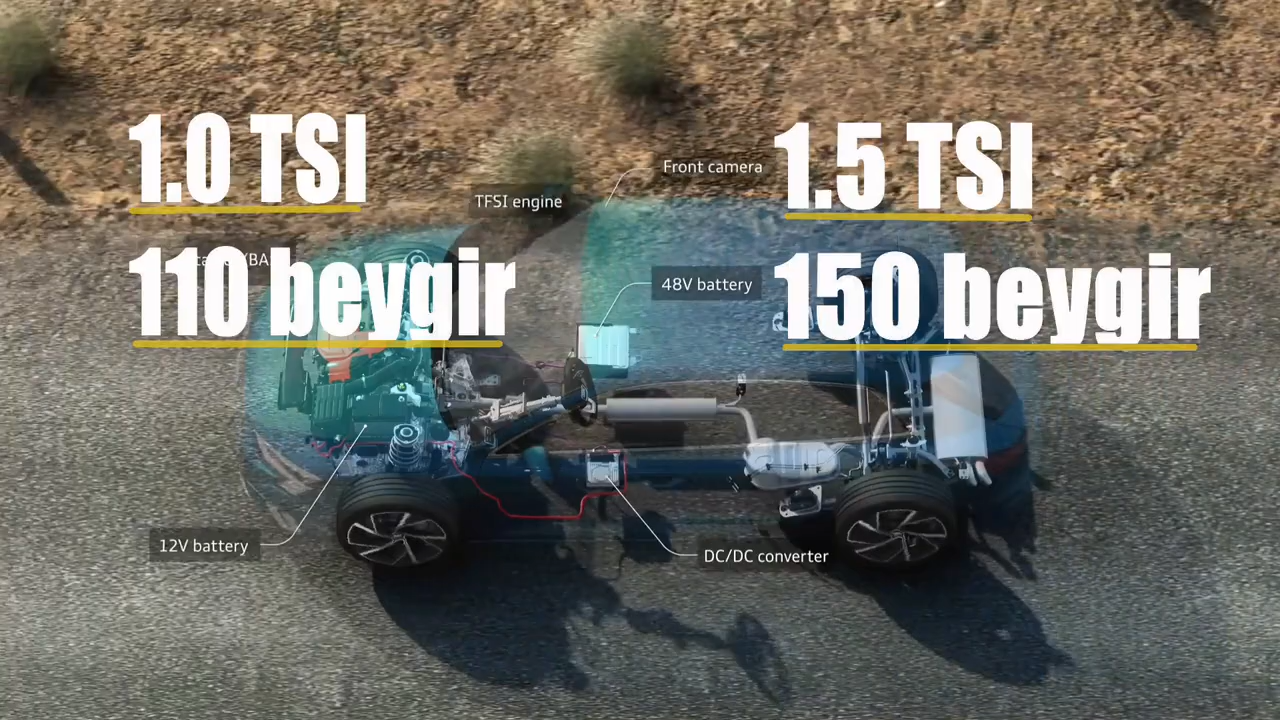 1.0 TSI
110 beygir
1.5 TSI
150 beygir
Front camera
TFSI engine
48V battery
12V battery
DC/DC converter